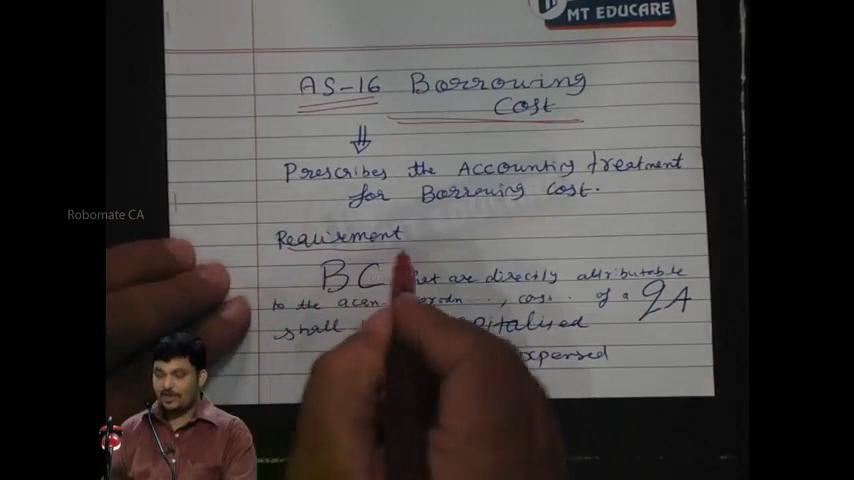 MT EDUCARE
AS-16 Borrowing
Cost
Prescribes the Accounting treatment
for Borrowing cost.
Robomate CA
Requirement
BC are directly attributable
to the acqn , cost . of a QA
shall